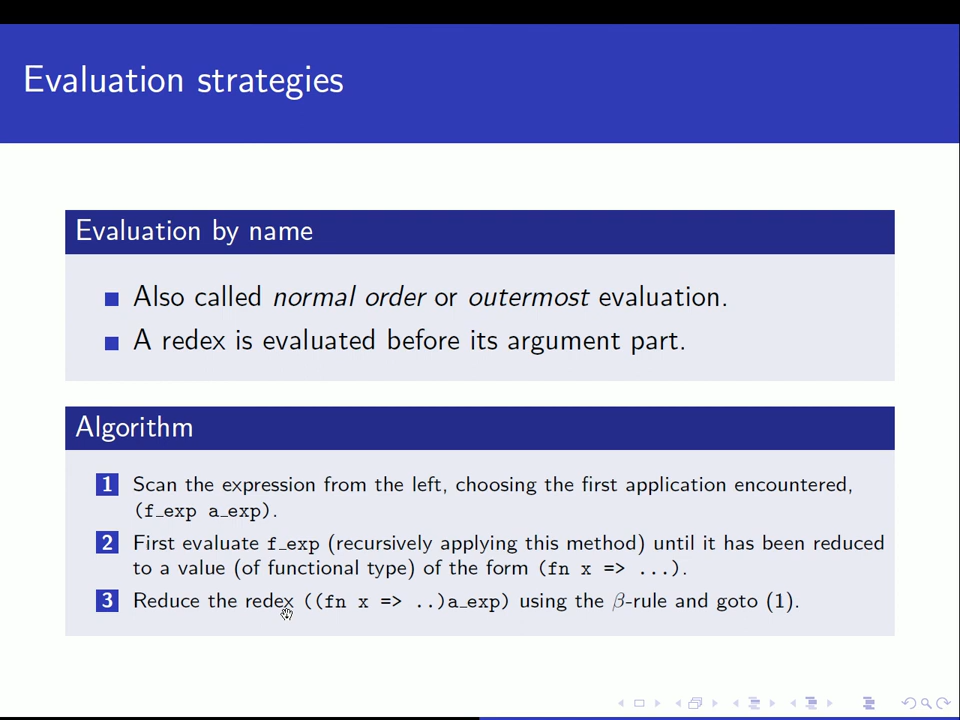 Evaluation strategies
Evaluation by name
Also called normal order or outermost evaluation.
A redex is evaluated before its argument part.
Algorithm
1 Scan the expression from the left, choosing the first application encountered,
(f_exp a_exp).
2 First evaluate f_exp (recursively applying this method) until it has been reduced
to a value (of functional type) of the form (fn x => ...).
3 Reduce the redex ((fn x => ..)a_exp) using the β-rule and goto (1).